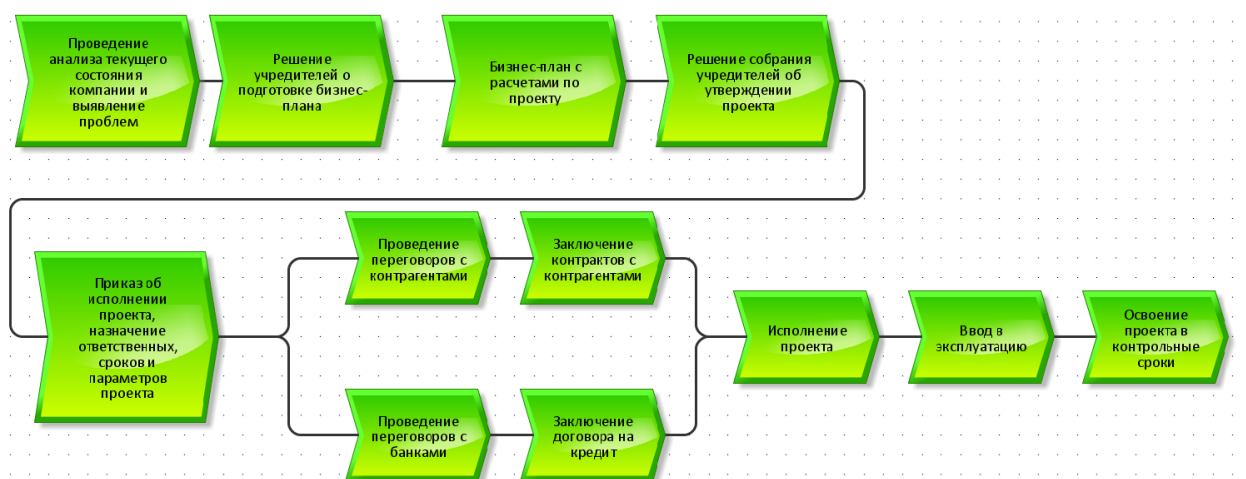 Проведение
анализа текущего
состояния
компании и
выявление
проблем
Решение
учредителей о
подготовке бизнес-
плана
Бизнес-план с
расчетами по
проекту
Решение собрания
учредителей об
утверждении
проекта
Приказ об
исполнении
проекта,
назначение
ответственных,
сроков и
параметров
проекта
Проведение
переговоров с
контрагентами
Заключение
контрактов с
контрагентами
Проведение
переговоров с
банками
Заключение
договора на
кредит
Исполнение
проекта
Ввод в
эксплуатацию
Освоение
проекта в
контрольные
сроки